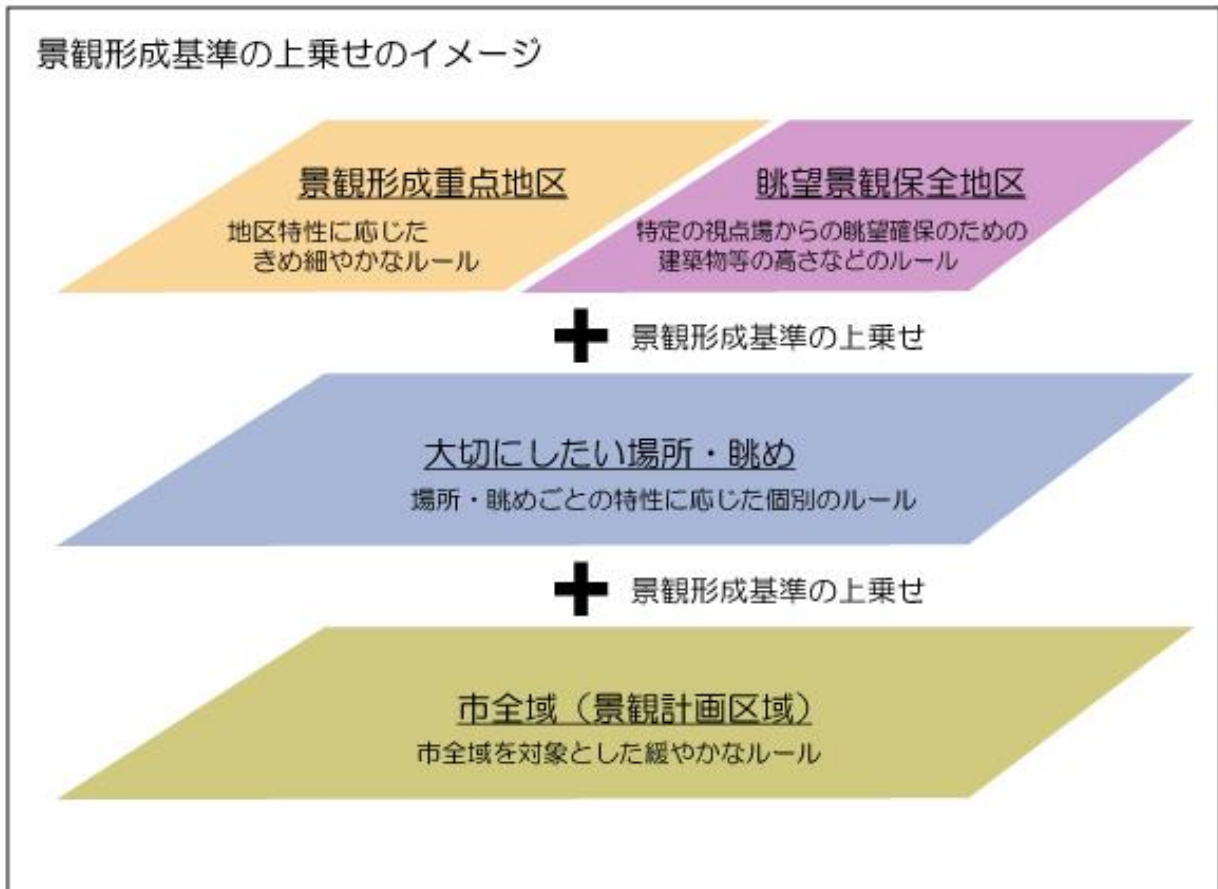 景観形成基準の上乗せのイメージ
景観形成重点地区
地区特性に応じた
きめ細やかなルール
眺望景観保全地区
特定の視点場からの眺望確保のための
建築物等の高さなどのルール
景観形成基準の上乗せ
大切にしたい場所・眺め
場所・眺めごとの特性に応じた個別のルール
景観形成基準の上乗せ
市全域（景観計画区域）
市全域を対象とした緩やかなルール